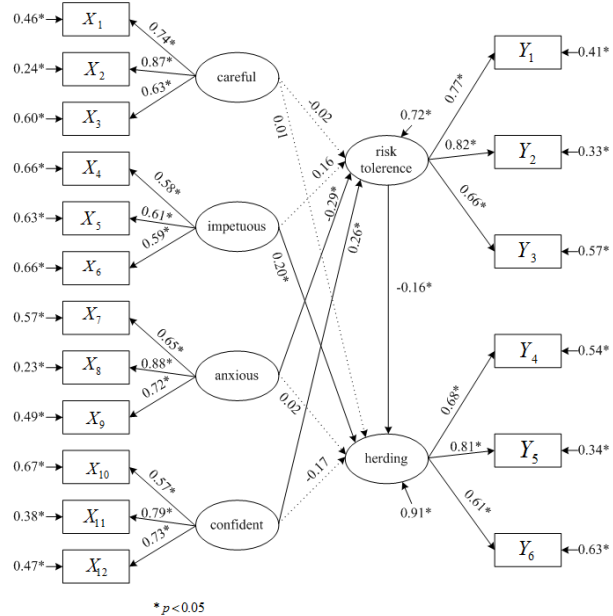 0.46*
X1
0.74*
0.24*
X2
0.87*
careful
0.60*
X3
0.63*
0.66*
X4
0.58*
0.63*
X5
0.61*
impetuous
0.66*
X6
0.59*
0.57*
X7
0.65*
0.23*
X8
0.88*
anxious
0.49*
X9
0.72*
0.67*
X10
0.57*
0.38*
X11
0.79*
confident
0.47*
X12
0.73*
-0.02
0.01
0.16
0.20*
-0.29*
0.26*
0.02
-0.17
0.72*
risk
tolerence
-0.16*
herding
0.91*
0.77*
Y1
0.41*
0.82*
Y2
0.33*
0.66*
Y3
0.57*
0.68*
Y4
0.54*
0.81*
Y5
0.34*
0.61*
Y6
0.63*
* p<0.05